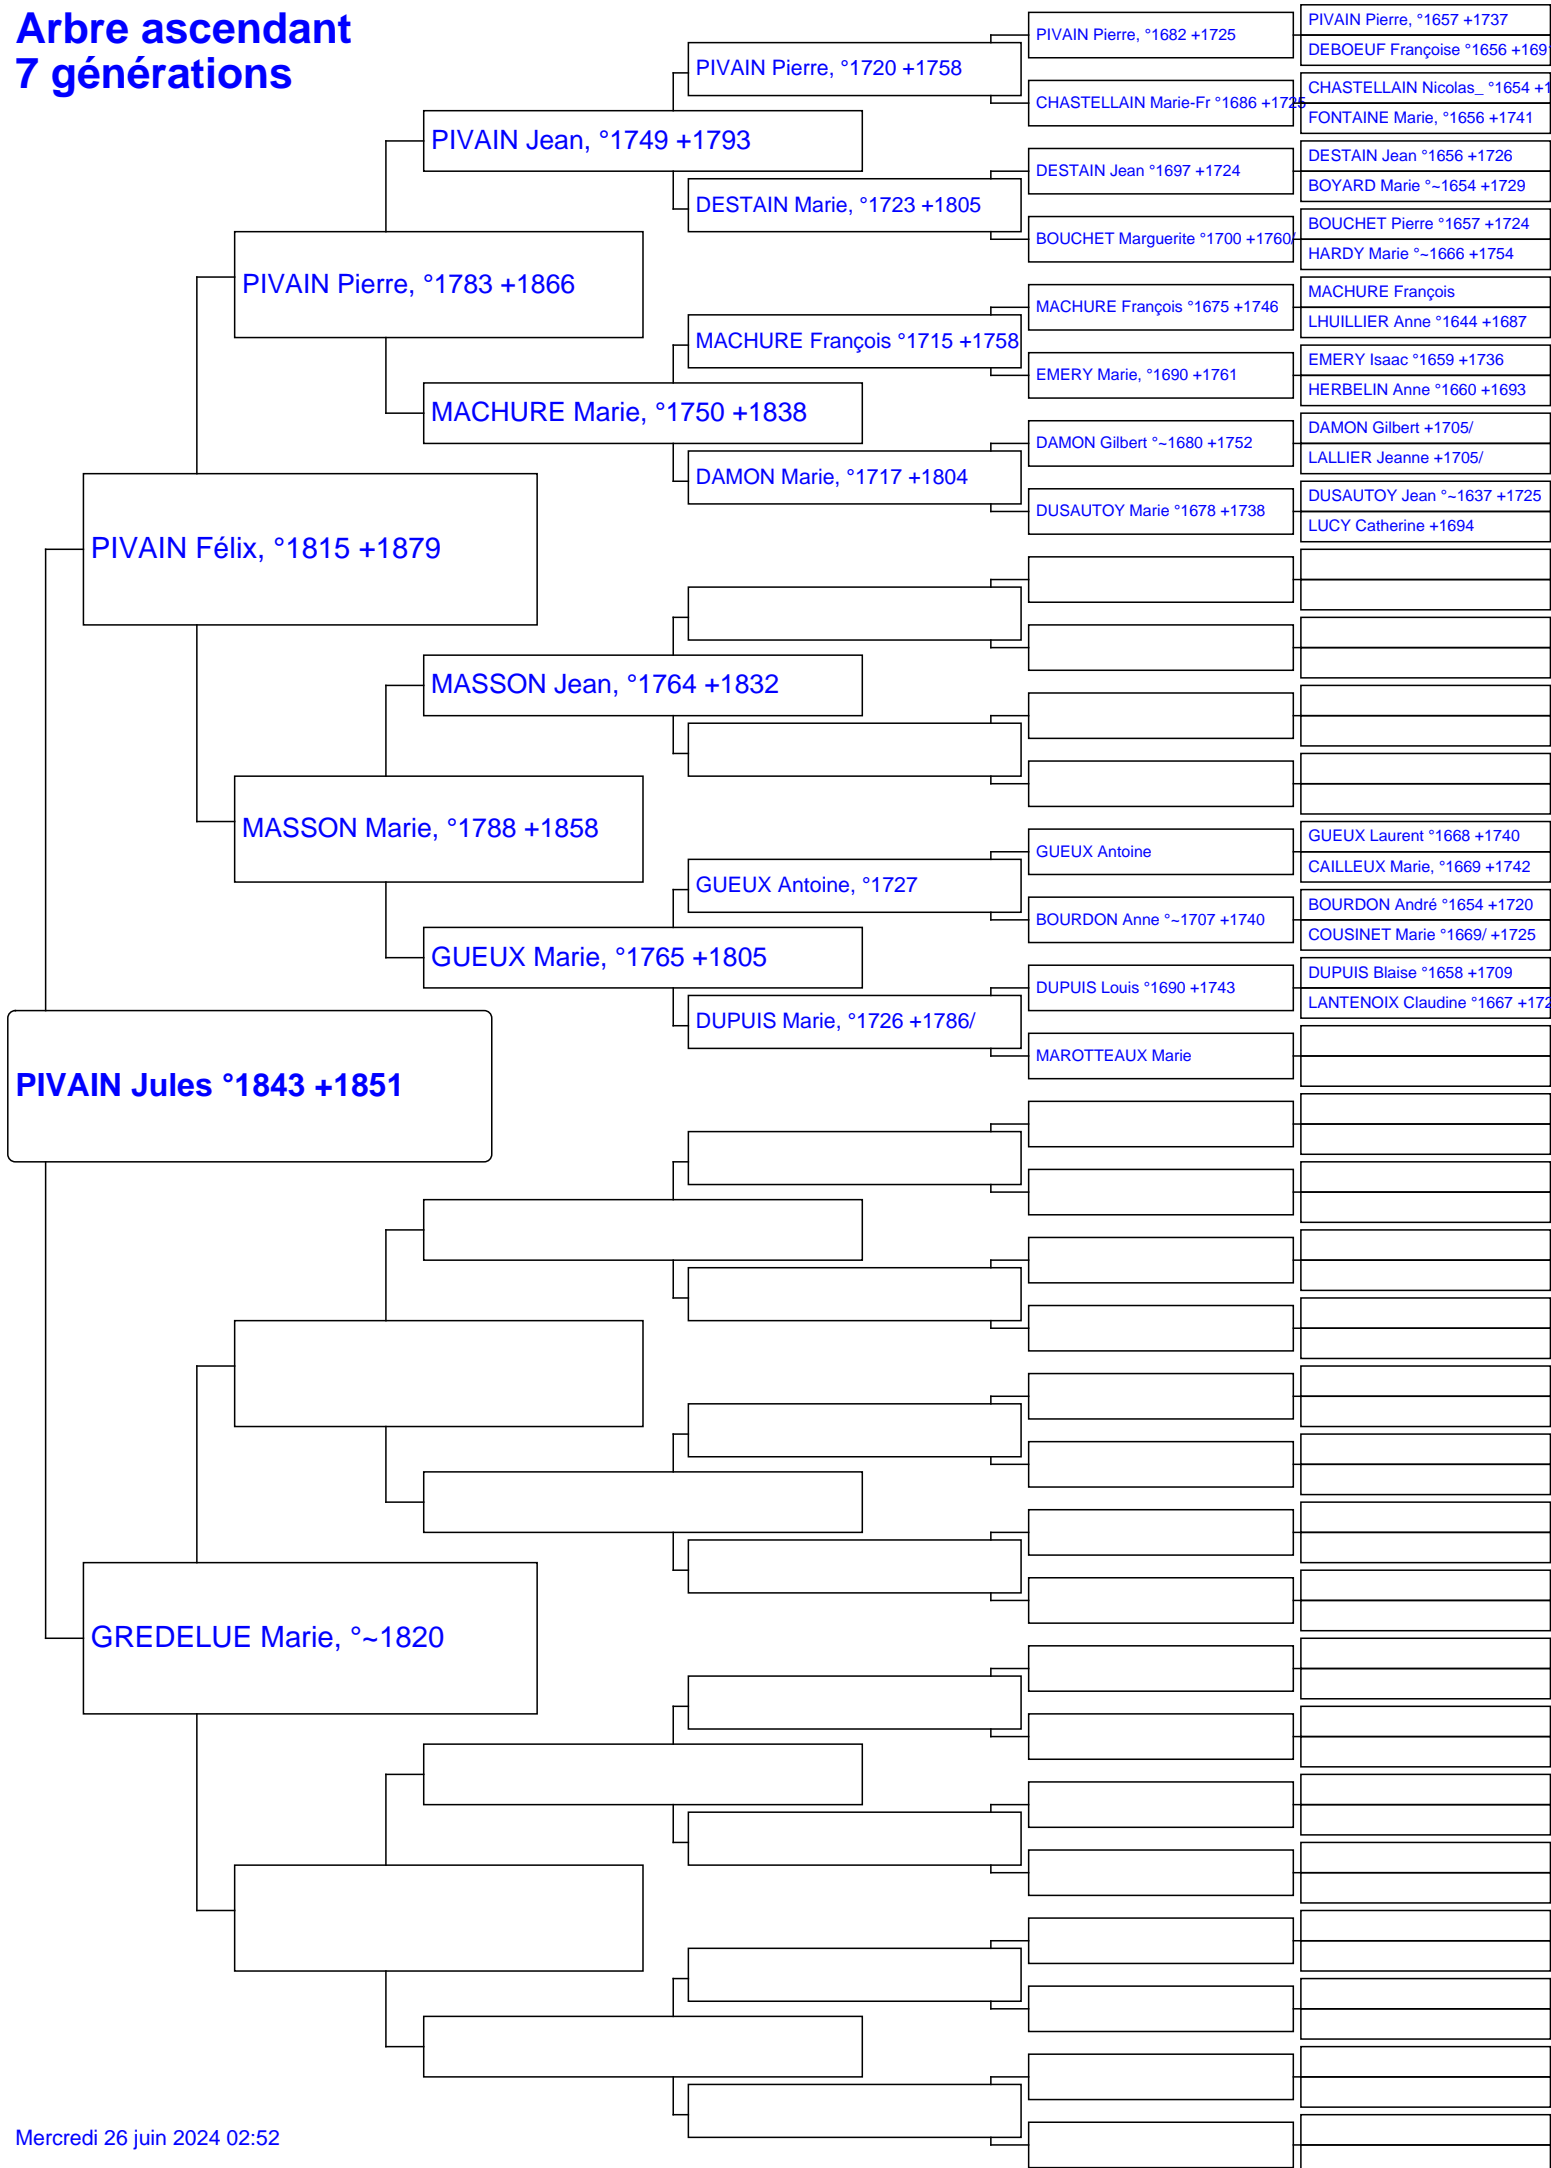 Arbre ascendant
7 générations
PIVAIN Jules °1843 +1851
PIVAIN Félix, °1815 +1879
GREDELUE Marie, °~1820
PIVAIN Pierre, °1783 +1866
MASSON Marie, °1788 +1858
PIVAIN Jean, °1749 +1793
MACHURE Marie, °1750 +1838
MASSON Jean, °1764 +1832
GUEUX Marie, °1765 +1805
PIVAIN Pierre, °1720 +1758
DESTAIN Marie, °1723 +1805
MACHURE François °1715 +1758
DAMON Marie, °1717 +1804
GUEUX Antoine, °1727
DUPUIS Marie, °1726 +1786/
PIVAIN Pierre, °1682 +1725
CHASTELLAIN Marie-Fr °1686 +1725
DESTAIN Jean °1697 +1724
BOUCHET Marguerite °1700 +1760/
MACHURE François °1675 +1746
EMERY Marie, °1690 +1761
DAMON Gilbert °~1680 +1752
DUSAUTOY Marie °1678 +1738
GUEUX Antoine
BOURDON Anne °~1707 +1740
DUPUIS Louis °1690 +1743
MAROTTEAUX Marie
PIVAIN Pierre, °1657 +1737
DEBOEUF Françoise °1656 +169
CHASTELLAIN Nicolas_ °1654 +1
FONTAINE Marie, °1656 +1741
DESTAIN Jean °1656 +1726
BOYARD Marie °~1654 +1729
BOUCHET Pierre °1657 +1724
HARDY Marie °~1666 +1754
MACHURE François
LHUILLIER Anne °1644 +1687
EMERY Isaac °1659 +1736
HERBELIN Anne °1660 +1693
DAMON Gilbert +1705/
LALLIER Jeanne +1705/
DUSAUTOY Jean °~1637 +1725
LUCY Catherine +1694
GUEUX Laurent °1668 +1740
CAILLEUX Marie, °1669 +1742
BOURDON André °1654 +1720
COUSINET Marie °1669/ +1725
DUPUIS Blaise °1658 +1709
LANTENOIX Claudine °1667 +172
Mercredi 26 juin 2024 02:52